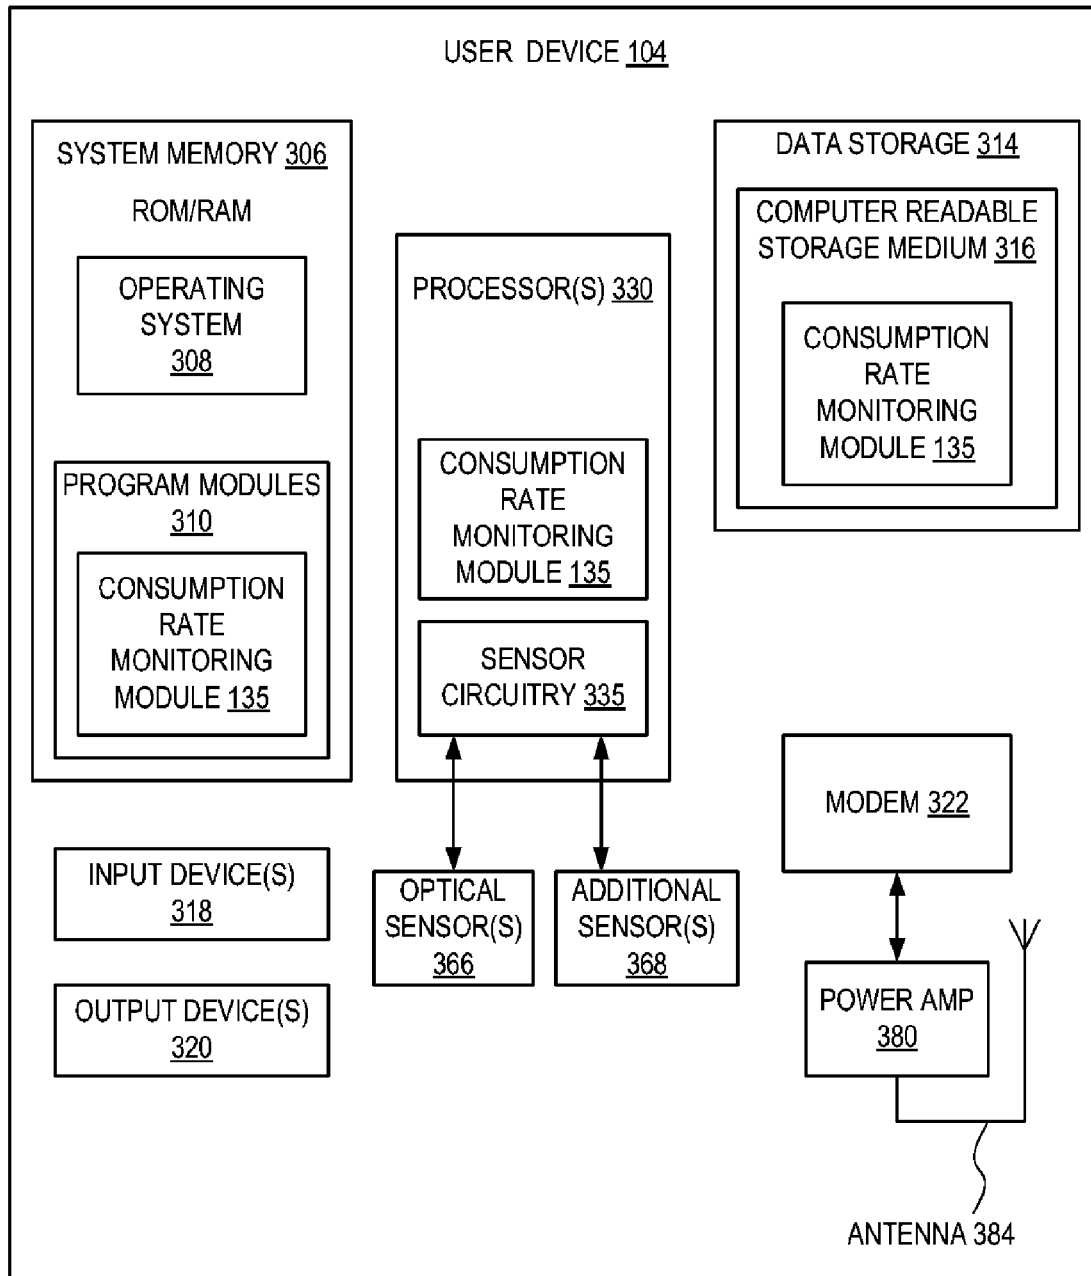 USER DEVICE 104
SYSTEM MEMORY 306
ROM/RAM
OPERATING
SYSTEM
308
PROGRAM MODULES
310
CONSUMPTION
RATE
MONITORING
MODULE 135
PROCESSOR(S) 330
CONSUMPTION
RATE
MONITORING
MODULE 135
SENSOR
CIRCUITRY 335
DATA STORAGE 314
COMPUTER READABLE
STORAGE MEDIUM 316
CONSUMPTION
RATE
MONITORING
MODULE 135
INPUT DEVICE(S)
318
OUTPUT DEVICE(S)
320
OPTICAL
SENSOR(S)
366
ADDITIONAL
SENSOR(S)
368
MODEM 322
POWER AMP
380
ANTENNA 384